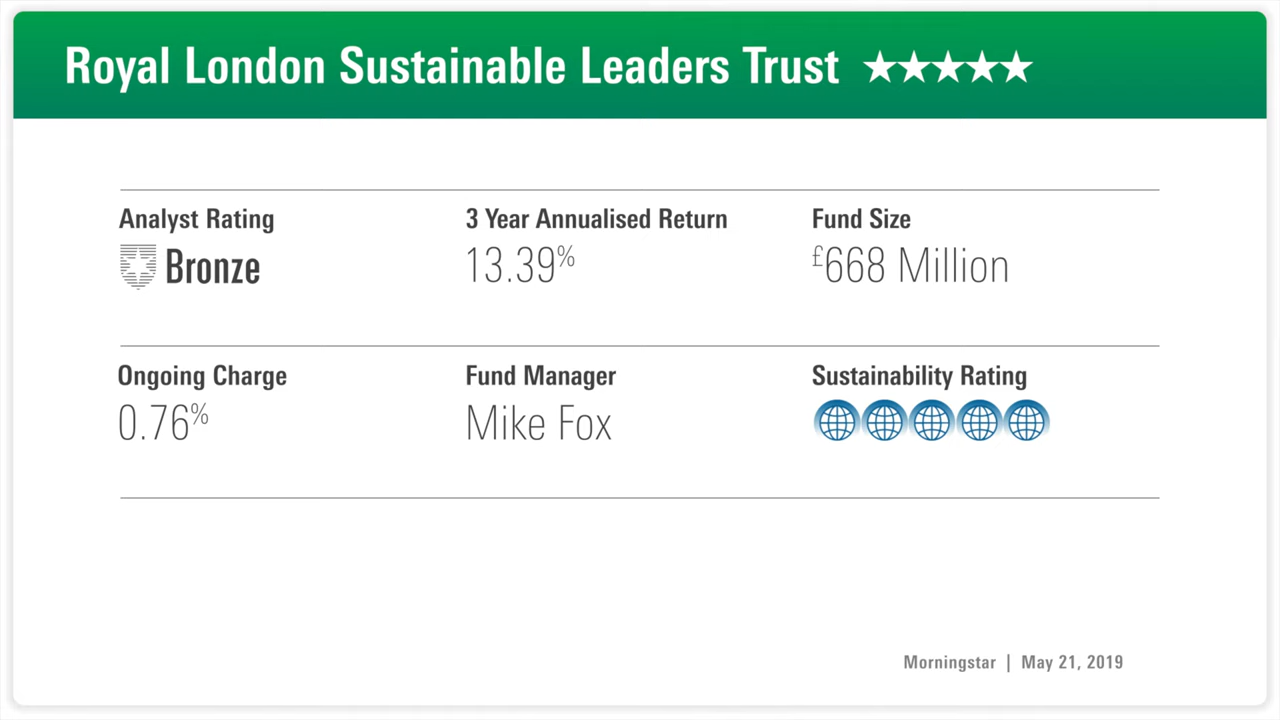 Royal London Sustainable Leaders Trust ★★★★★
Analyst Rating
Bronze
3 Year Annualised Return
13.39%
Fund Size
£668 Million
Ongoing Charge
0.76%
Fund Manager
Mike Fox
Sustainability Rating
Morningstar | May 21, 2019